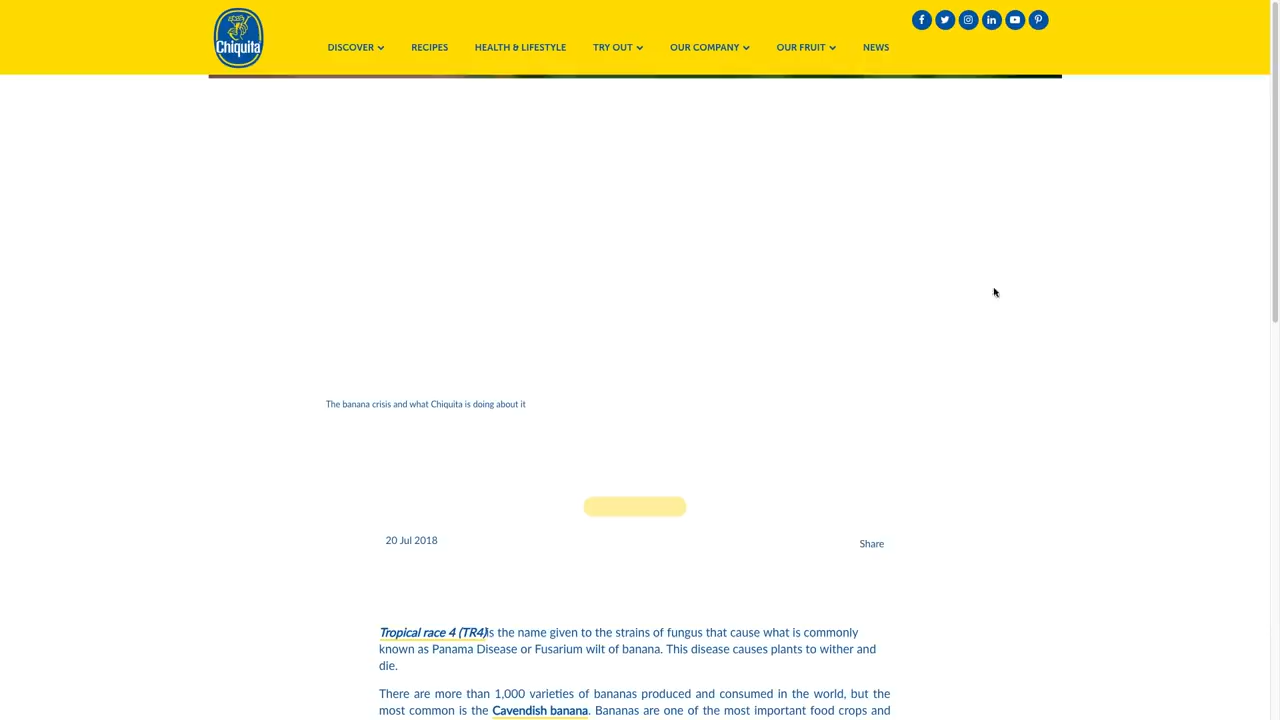 Chiquita
DISCOVER RECIPES HEALTH & LIFESTYLE TRY OUT OUR COMPANY OUR FRUIT NEWS
The banana crisis and what Chiquita is doing about it
20 Jul 2018
Share
Tropical race 4 (TR4)is the name given to the strains of fungus that cause what is commonly
known as Panama Disease or Fusarium wilt of banana. This disease causes plants to wither and
die.
There are more than 1,000 varieties of bananas produced and consumed in the world, but the
most common is the Cavendish banana. Bananas are one of the most important food crops and